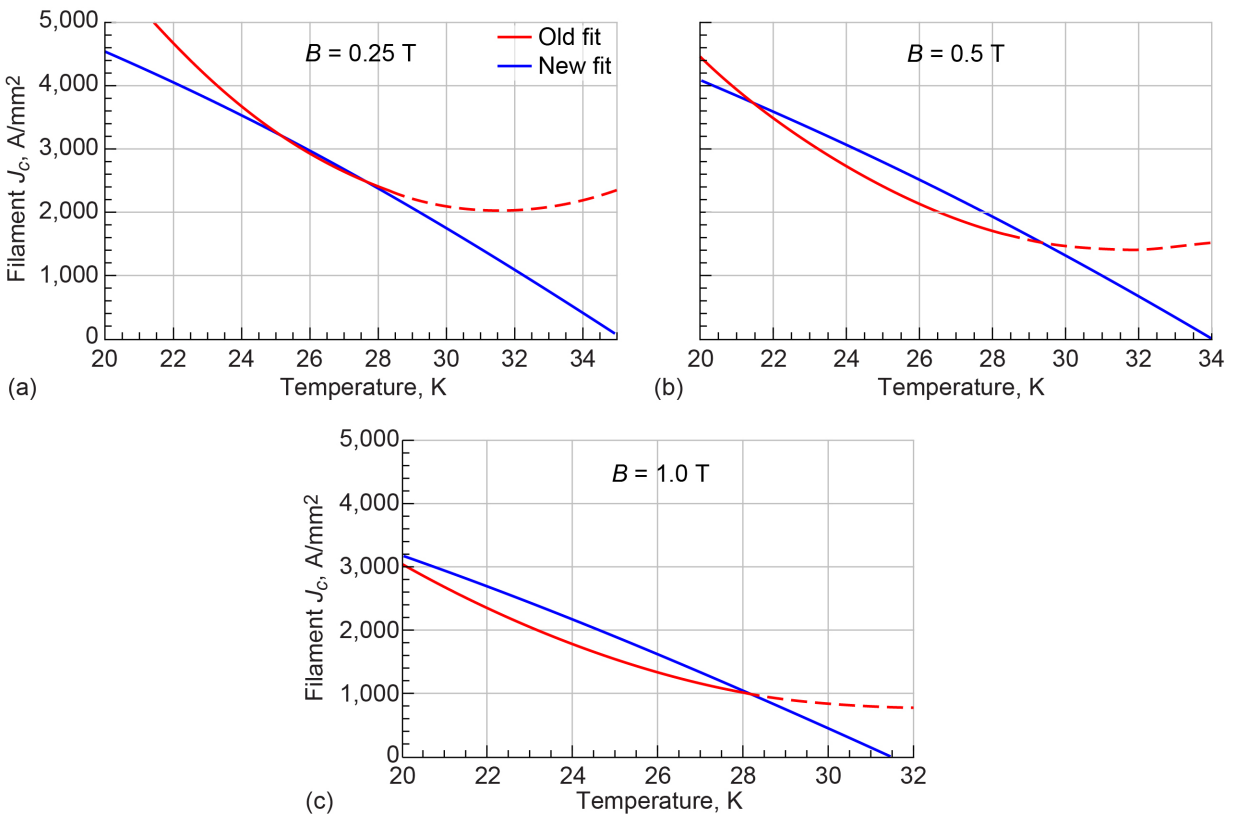 5,000
4,000
3,000
2,000
1,000
0
Filament Jc, A/mm2
B = 0.25 T
Old fit
New fit
20 22 24 26 28 30 32 34
Temperature, K
(a)
B = 0.5 T
20 22 24 26 28 30 32 34
Temperature, K
(b)
5,000
4,000
3,000
2,000
1,000
0
Filament Jc, A/mm2
B = 1.0 T
20 22 24 26 28 30 32
Temperature, K
(c)